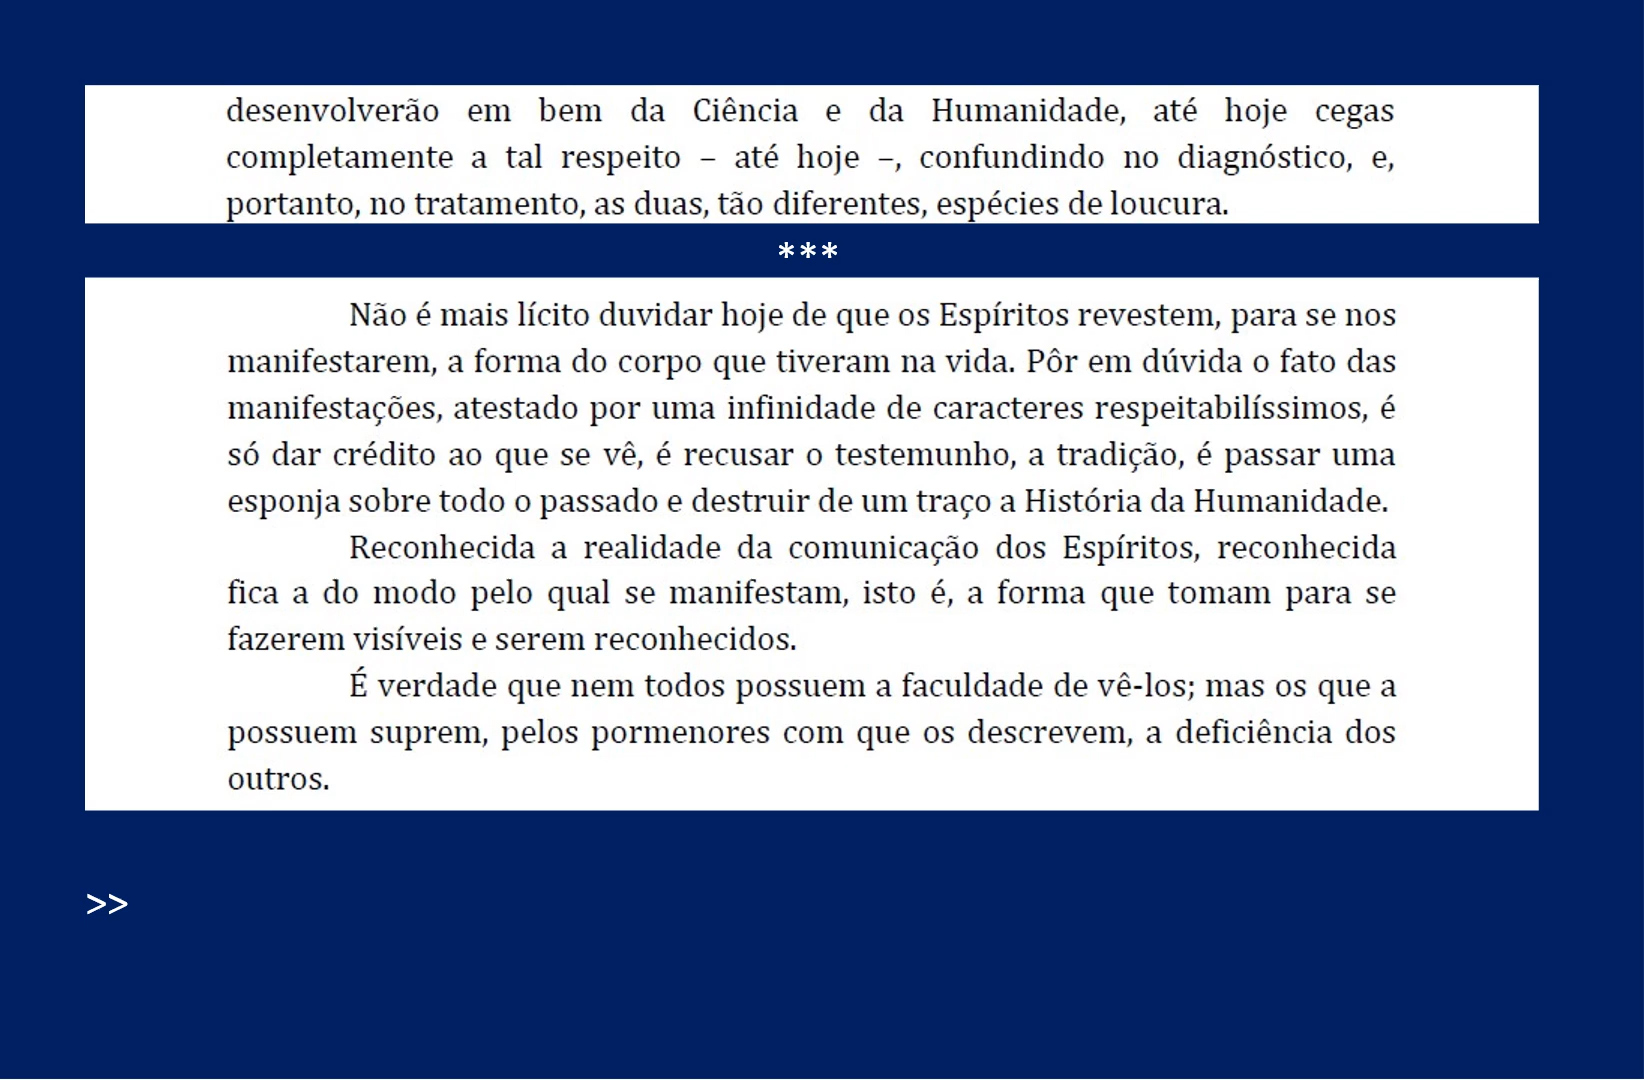 desenvolverão em bem da Ciência e da Humanidade, até hoje cegas
completamente a tal respeito – até hoje –, confundindo no diagnóstico, e,
portanto, no tratamento, as duas, tão diferentes, espécies de loucura.
***
Não é mais lícito duvidar hoje de que os Espíritos revestem, para se nos
manifestarem, a forma do corpo que tiveram na vida. Pôr em dúvida o fato das
manifestações, atestado por uma infinidade de caracteres respeitabilíssimos, é
só dar crédito ao que se vê, é recusar o testemunho, a tradição, é passar uma
esponja sobre todo o passado e destruir de um traço a História da Humanidade.
Reconhecida a realidade da comunicação dos Espíritos, reconhecida
fica a do modo pelo qual se manifestam, isto é, a forma que tomam para se
fazerem visíveis e serem reconhecidos.
É verdade que nem todos possuem a faculdade de vê-los; mas os que a
possuem suprem, pelos pormenores com que os descrevem, a deficiência dos
outros.
>>